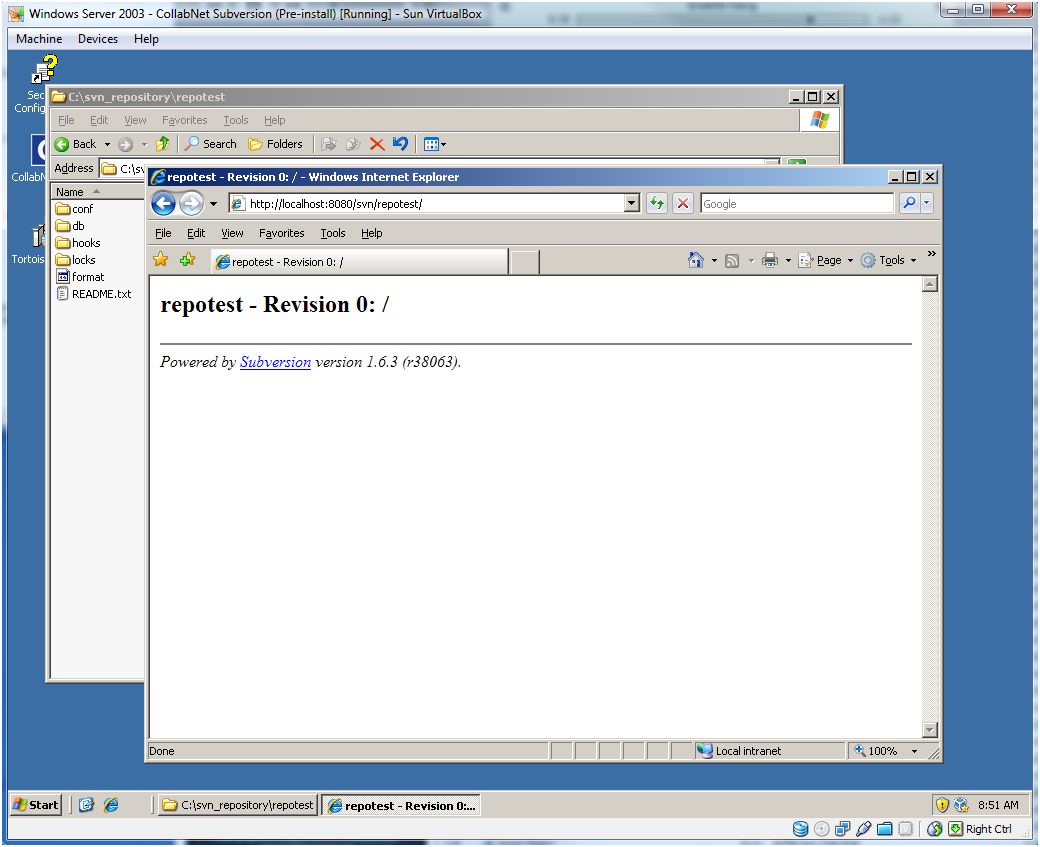 Windows Server 2003 - CollabNet Subversion (Pre-install) [Running] - Sun VirtualBox
Machine Devices Help
Sec
Config
C:\svn_repository\repotest
File Edit View Favorites Tools Help
Back Search Folders
Address C:\sv
Name
conf
db
hooks
locks
format
README.txt
CollabN
Tortois
repotest - Revision 0: / - Windows Internet Explorer
http://localhost:8080/svn/repotest/ Google
File Edit View Favorites Tools Help
repotest - Revision 0: / Page Tools »
repotest - Revision 0: /
Powered by Subversion version 1.6.3 (r38063).
Done Local intranet 100%
Start C:\svn_repository\repotest repotest - Revision 0:... 8:51 AM
Right Ctrl